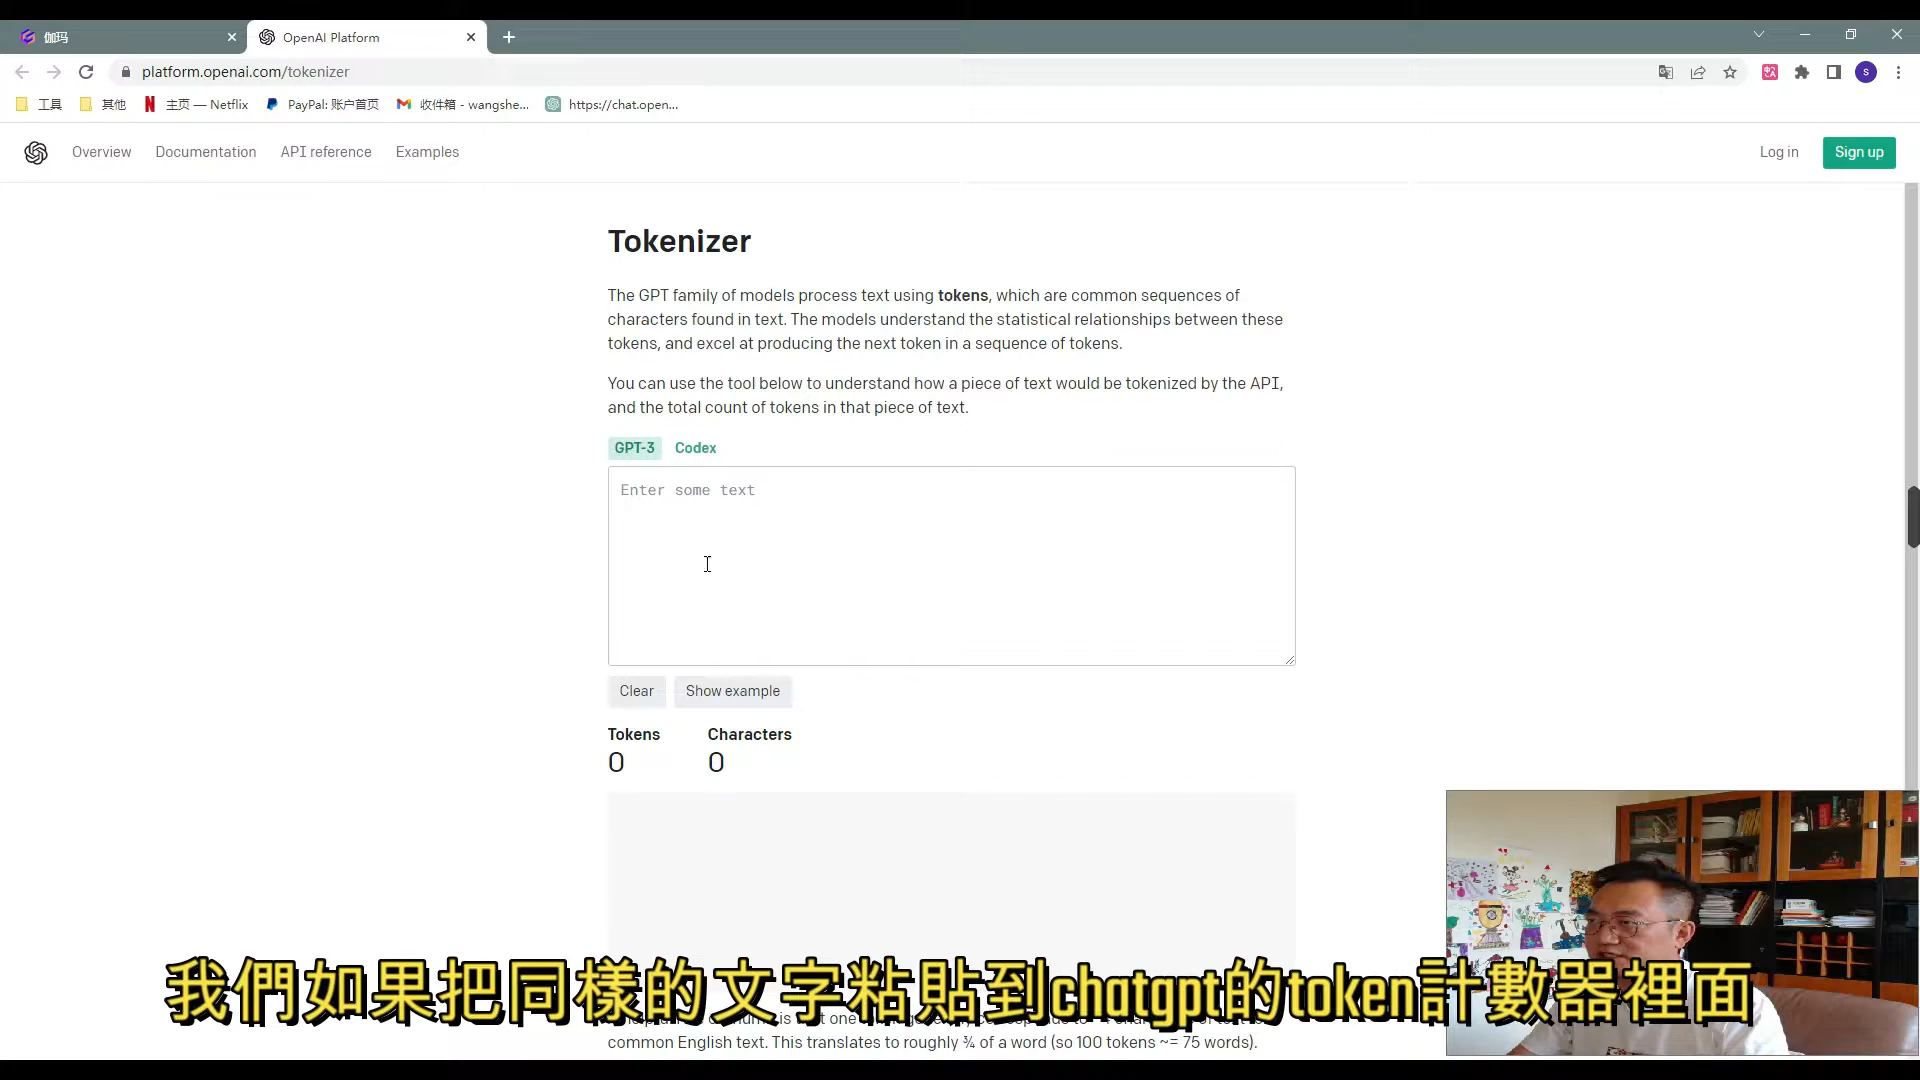 伽玛
OpenAI Platform
platform.openai.com/tokenizer
工具
其他
主页 — Netflix
PayPal: 账户首页
收件箱 - wangshe...
https://chat.open...
S
Overview
Documentation
API reference
Examples
Log in
Sign up
Tokenizer
The GPT family of models process text using tokens, which are common sequences of
characters found in text. The models understand the statistical relationships between these
tokens, and excel at producing the next token in a sequence of tokens.
You can use the tool below to understand how a piece of text would be tokenized by the API,
and the total count of tokens in that piece of text.
GPT-3
Codex
Enter some text
Clear
Show example
Tokens
Characters
0
0
我們如果把同樣的文字粘貼到chatgpt的token計數器裡面
common English text. This translates to roughly ¾ of a word (so 100 tokens ~= 75 words).